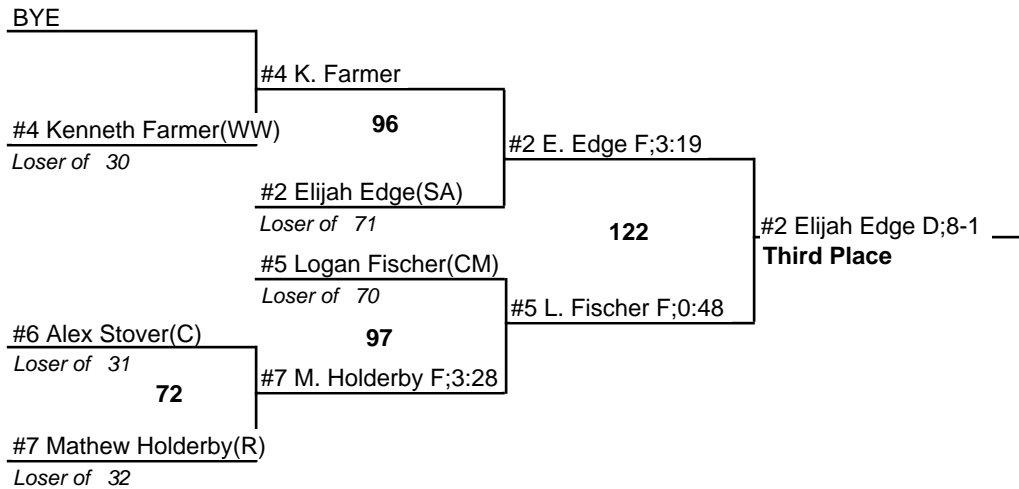 BYE
#4 K. Farmer
#4 Kenneth Farmer(WW)
96
Loser of 30
#2 E. Edge F;3:19
#2 Elijah Edge(SA)
Loser of 71
122
#2 Elijah Edge D;8-1
Third Place
#5 Logan Fischer(CM)
Loser of 70
#5 L. Fischer F;0:48
#6 Alex Stover(C)
97
Loser of 31
72
#7 M. Holderby F;3:28
#7 Mathew Holderby(R)
Loser of 32